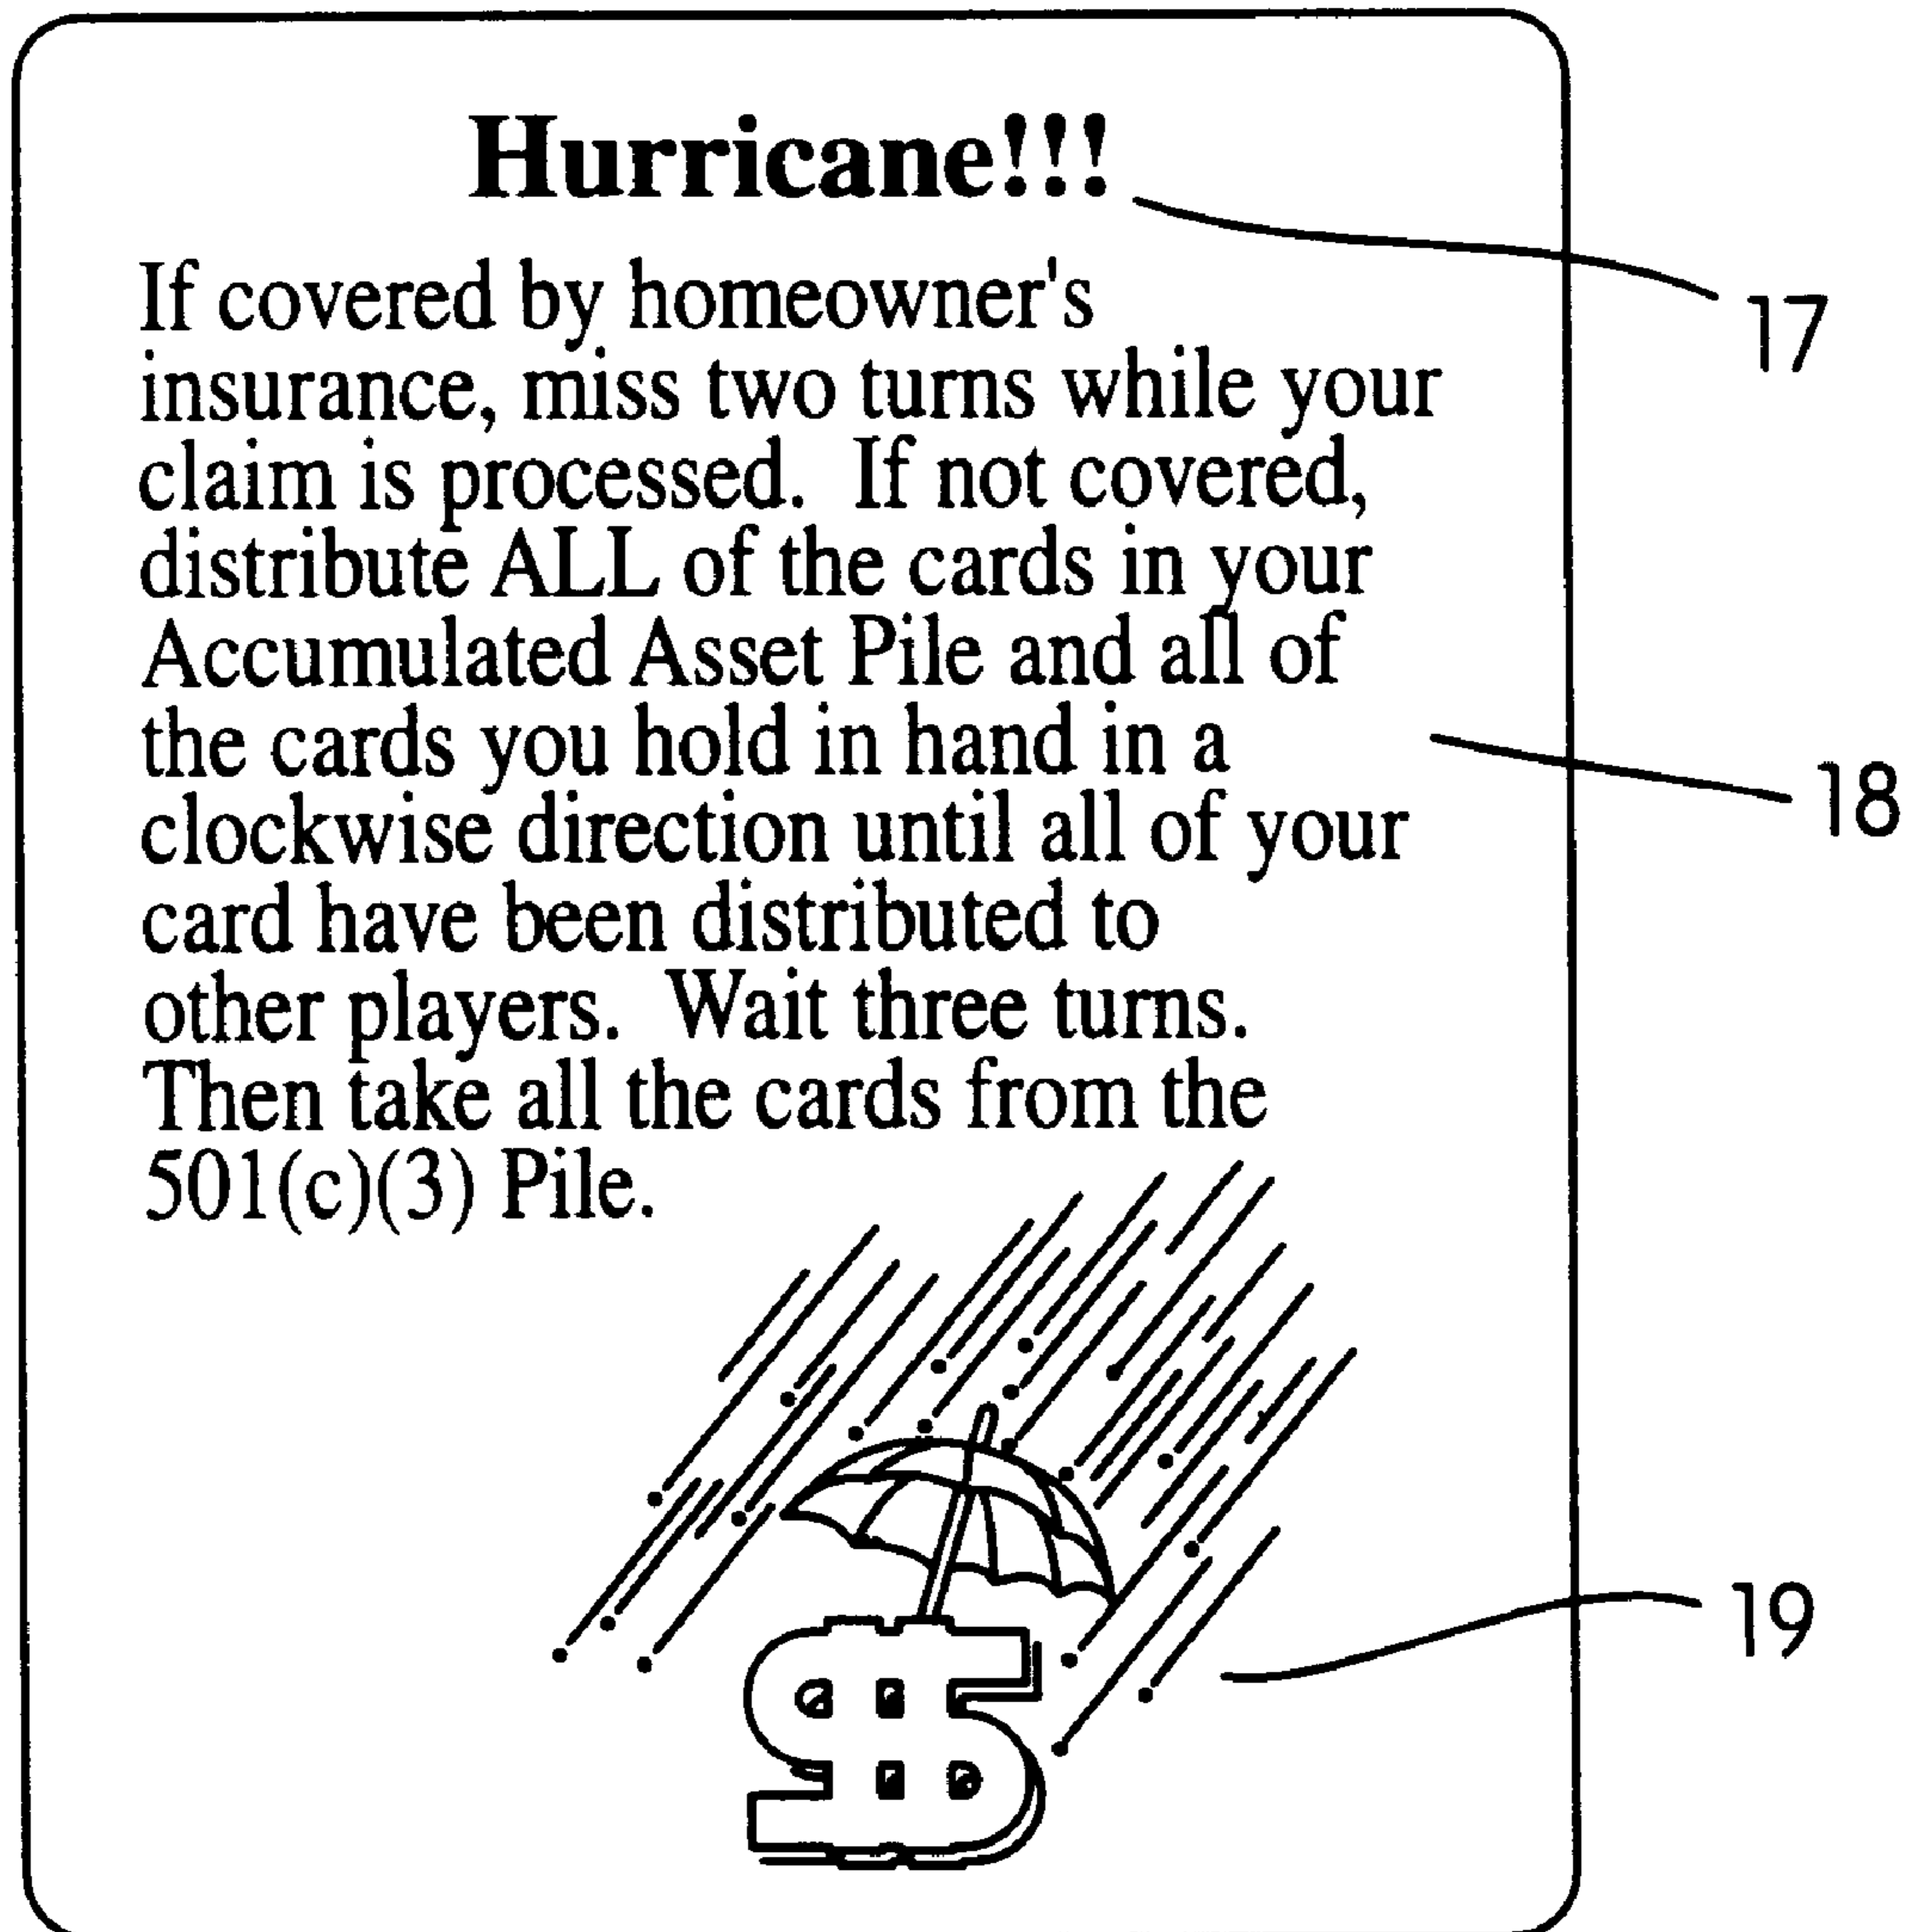 Hurricane!!!
17
If covered by homeowner's
insurance, miss two turns while your
claim is processed.  If not covered,
distribute ALL of the cards in your
Accumulated Asset Pile and all of
the cards you hold in hand in a
18
clockwise direction until all of your
card have been distributed to
other players.  Wait three turns.
Then take all the cards from the
501(c)(3) Pile.
19
$